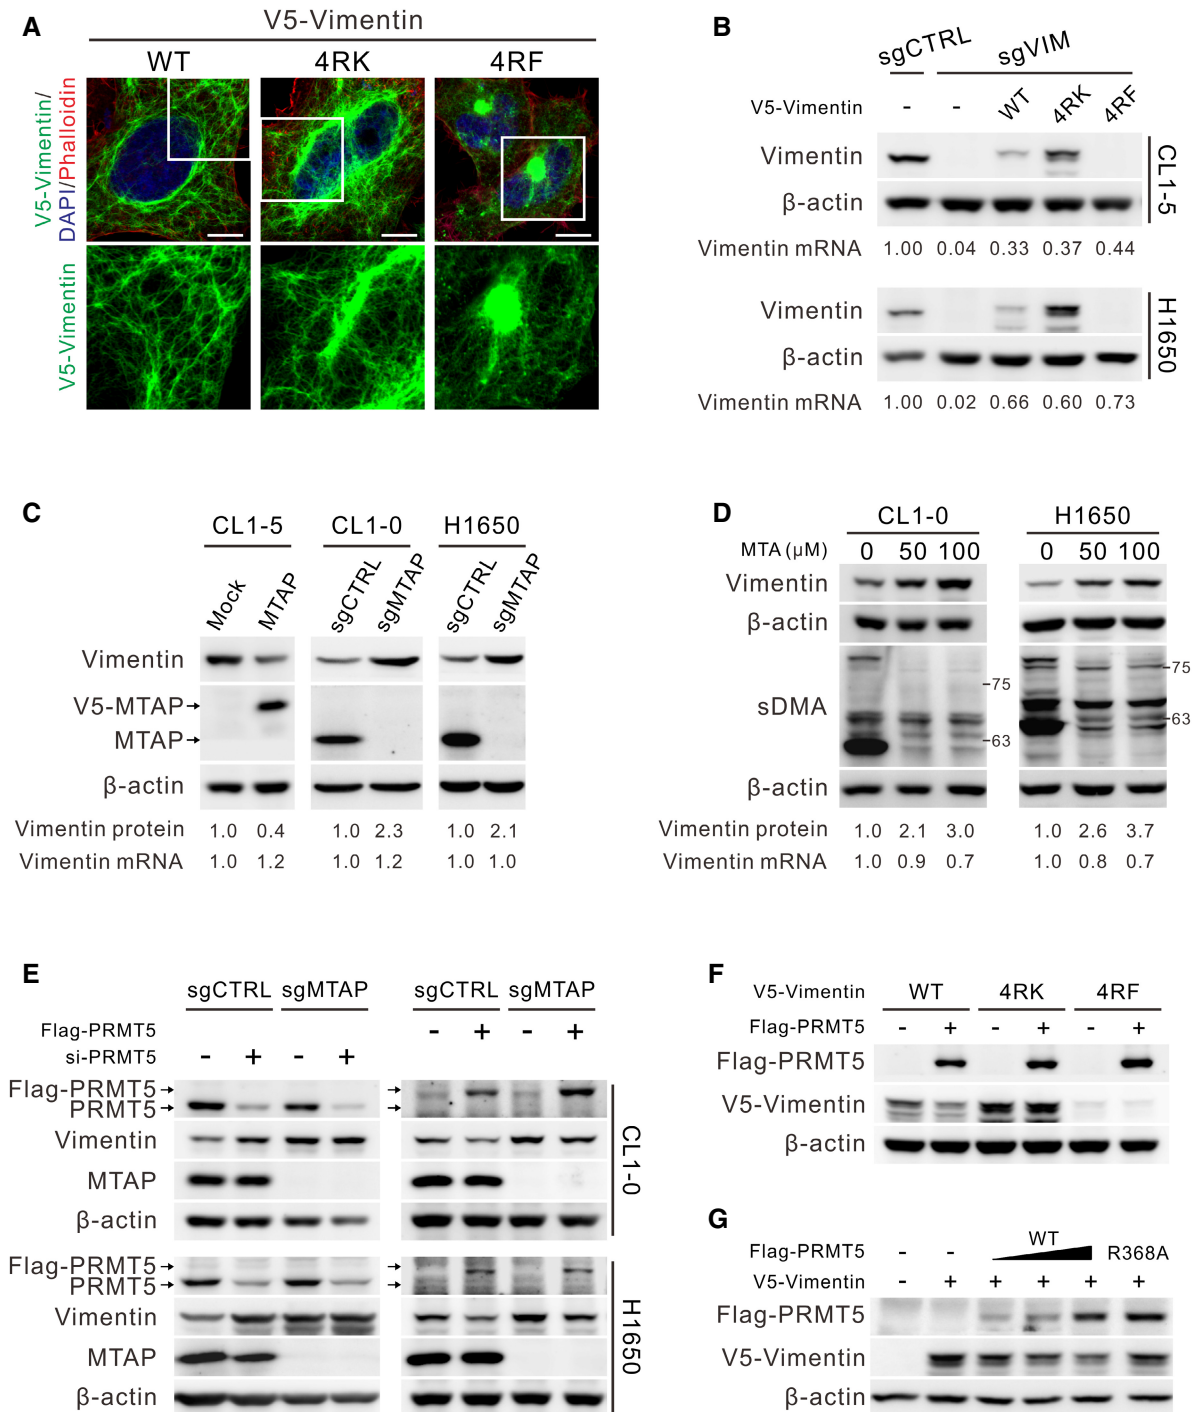 A
V5-Vimentin
WT 4RK 4RF
V5-Vimentin/
DAPI/Phalloidin
V5-Vimentin
B
sgCTRL sgVIM
V5-Vimentin - - WT 4RK 4RF
Vimentin
β-actin
CL1-5
Vimentin mRNA 1.00 0.04 0.33 0.37 0.44
Vimentin
β-actin
H1650
Vimentin mRNA 1.00 0.02 0.66 0.60 0.73
C
CL1-5 CL1-0 H1650
Mock MTAP sgCTRL sgMTAP sgCTRL sgMTAP
Vimentin
V5-MTAP
MTAP
β-actin
Vimentin protein 1.0 0.4 1.0 2.3 1.0 2.1
Vimentin mRNA 1.0 1.2 1.0 1.2 1.0 1.0
D
CL1-0 H1650
MTA (μM) 0 50 100 0 50 100
Vimentin
β-actin
sDMA
-75
-63
-75
-63
β-actin
Vimentin protein 1.0 2.1 3.0 1.0 2.6 3.7
Vimentin mRNA 1.0 0.9 0.7 1.0 0.8 0.7
E
sgCTRL sgMTAP sgCTRL sgMTAP
Flag-PRMT5 - + - +
si-PRMT5 - + - +
Flag-PRMT5
PRMT5
Vimentin
MTAP
β-actin
CL1-0
Flag-PRMT5
PRMT5
Vimentin
MTAP
β-actin
H1650
F
V5-Vimentin WT 4RK 4RF
Flag-PRMT5 - + - + - +
Flag-PRMT5
V5-Vimentin
β-actin
G
WT
Flag-PRMT5 - - R368A
V5-Vimentin - + + + + +
Flag-PRMT5
V5-Vimentin
β-actin